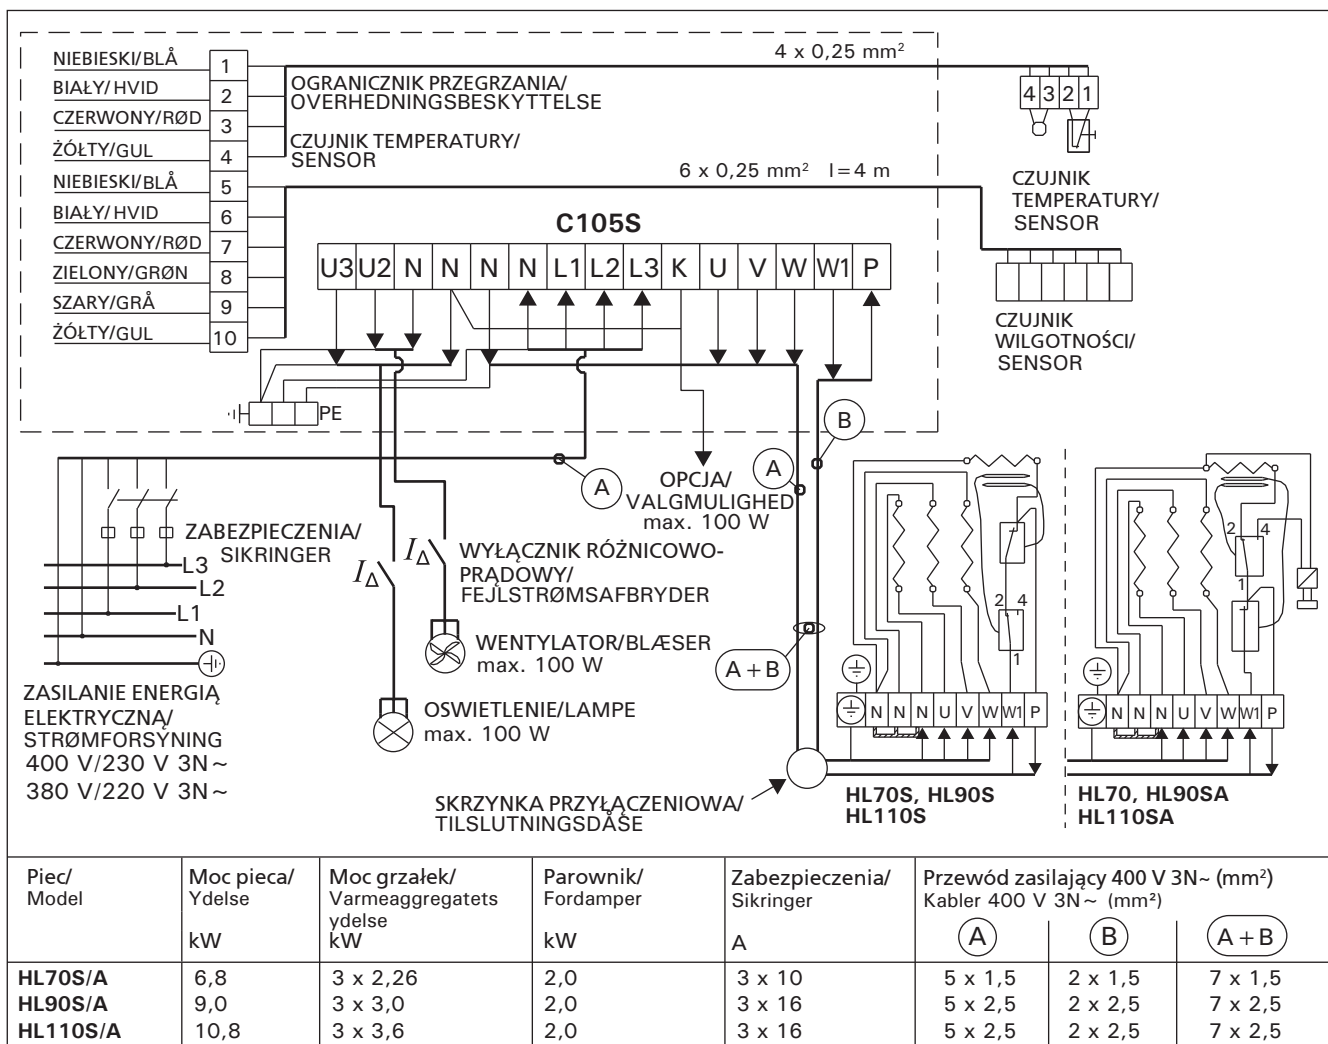 NIEBIESKI/BLÅ 1
BIAŁY/HVID 2
CZERWONY/RØD 3
ŻÓŁTY/GUL 4
NIEBIESKI/BLÅ 5
BIAŁY/HVID 6
CZERWONY/RØD 7
ZIELONY/GRØN 8
SZARY/GRÅ 9
ŻÓŁTY/GUL 10
OGRANICZNIK PRZEGRZANIA/
OVERHEDNINGSBESKYTTELSE
CZUJNIK TEMPERATURY/
SENSOR
4 x 0,25 mm²
4 3 2 1
CZUJNIK
TEMPERATURY/
SENSOR
6 x 0,25 mm² l=4 m
CZUJNIK
WILGOTNOŚCI/
SENSOR
C105S
U3 U2 N N N N L1 L2 L3 K U V W W1 P
PE
A
B
A
OPCJA/
VALGMULIGHED
max. 100 W
ZABEZPIECZENIA/
SIKRINGER
L3
L2
L1
N
I∆
I∆
WYŁĄCZNIK RÓŻNICOWO-
PRĄDOWY/
FEJLSTRØMSAFBRYDER
WENTYLATOR/BLÆSER
max. 100 W
A + B
OSWIETLENIE/LAMPE
max. 100 W
ZASILANIE ENERGIĄ
ELEKTRYCZNĄ/
STRØMFORSYNING
400 V/230 V 3N~
380 V/220 V 3N~
SKRZYNKA PRZYŁĄCZENIOWA/
TILSLUTNINGSDÅSE
2 4
1
N N N U V W W1 P
HL70S, HL90S
HL110S
2 4
1
N N N U V W W1 P
HL70, HL90SA
HL110SA
Piec/
Model
Moc pieca/
Ydelse
kW
Moc grzałek/
Varmeaggregatets
ydelse
kW
Parownik/
Fordamper
kW
Zabezpieczenia/
Sikringer
A
Przewód zasilający 400 V 3N~ (mm²)
Kabler 400 V 3N~ (mm²)
A B A + B
HL70S/A 6,8 3 x 2,26 2,0 3 x 10 5 x 1,5 2 x 1,5 7 x 1,5
HL90S/A 9,0 3 x 3,0 2,0 3 x 16 5 x 2,5 2 x 2,5 7 x 2,5
HL110S/A 10,8 3 x 3,6 2,0 3 x 16 5 x 2,5 2 x 2,5 7 x 2,5